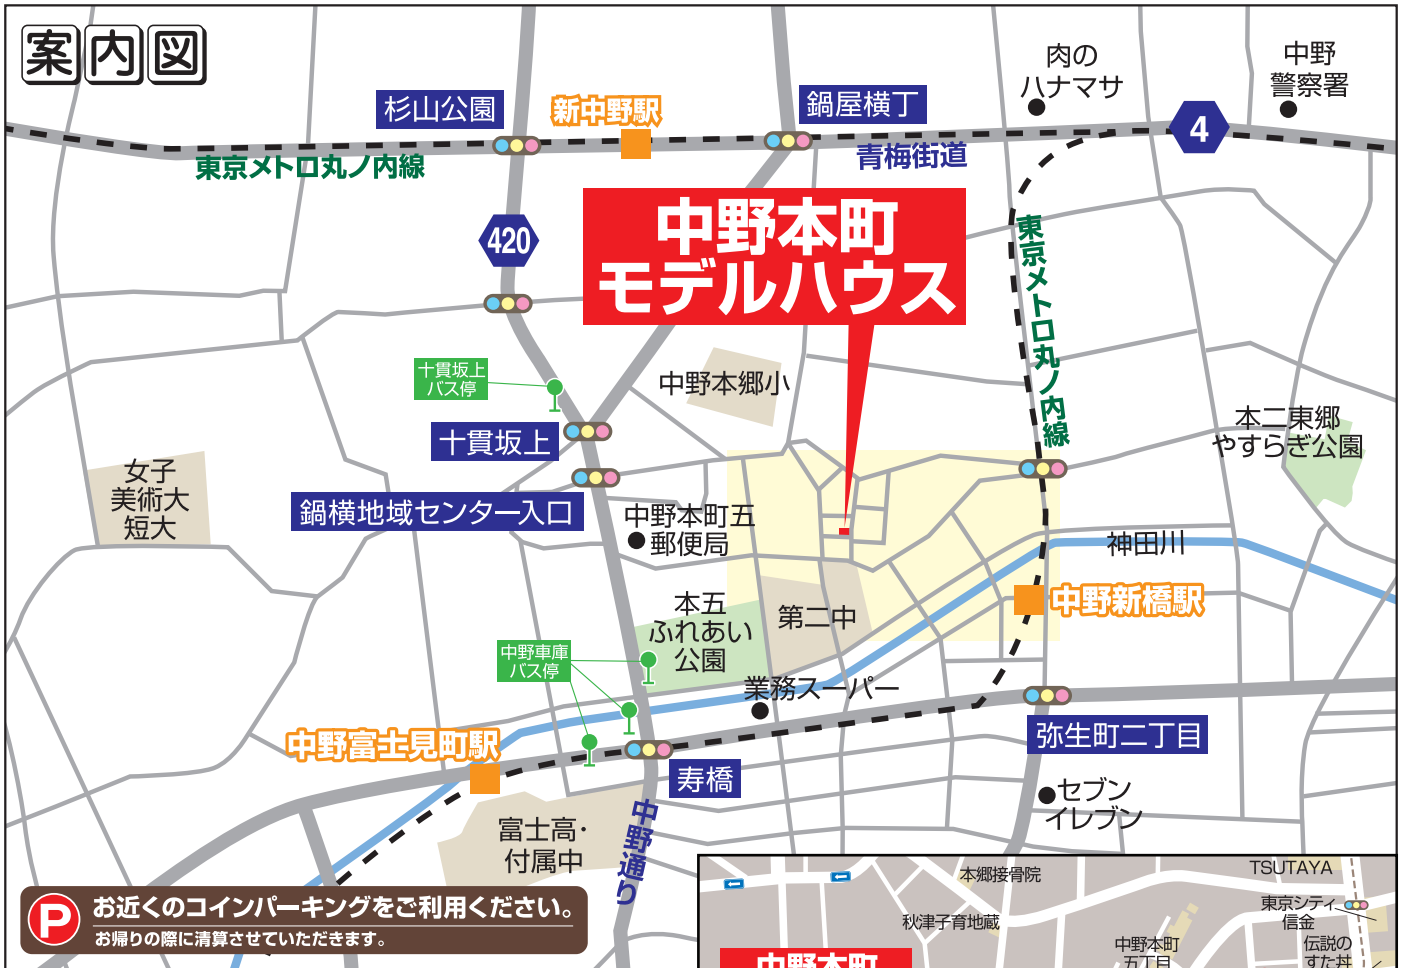 案内図
肉の
ハナマサ
中野
警察署
杉山公園
新中野駅
鍋屋横丁
4
東京メトロ丸ノ内線
青梅街道
中野本町
モデルハウス
420
東京メトロ丸ノ内線
十貫坂上
バス停
中野本郷小
十貫坂上
本二東郷
やすらぎ公園
女子
美術大
短大
鍋横地域センター入口
中野本町五
郵便局
神田川
中野新橋駅
本五
ふれあい
公園
第二中
中野車庫
バス停
業務スーパー
中野富士見町駅
弥生町二丁目
寿橋
セブン
イレブン
富士高・
付属中
中野通り
P
お近くのコインパーキングをご利用ください。
お帰りの際に清算させていただきます。
本郷接骨院
TSUTAYA
秋津子育地蔵
東京シティ
信金
中野本町
五丁目
伝説の
すた丼
中野本町